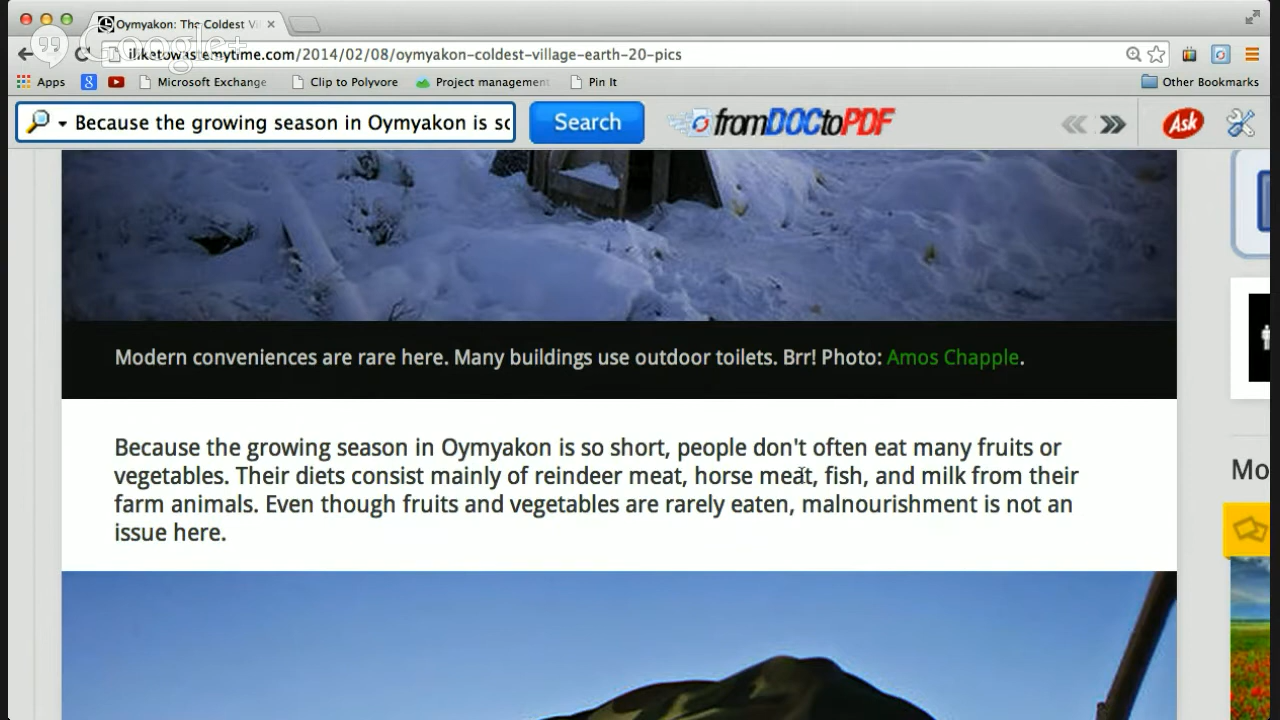 Oymyakon: The Coldest Vi
Google+
iliketowastemytime.com/2014/02/08/oymyakon-coldest-village-earth-20-pics
Apps
Microsoft Exchange
Clip to Polyvore
Project management
Pin It
Other Bookmarks
Because the growing season in Oymyakon is so
Search
fromDOCtoPDF
Ask
Modern conveniences are rare here. Many buildings use outdoor toilets. Brr! Photo: Amos Chapple.
Because the growing season in Oymyakon is so short, people don't often eat many fruits or
vegetables. Their diets consist mainly of reindeer meat, horse meat, fish, and milk from their
farm animals. Even though fruits and vegetables are rarely eaten, malnourishment is not an
issue here.
Mo